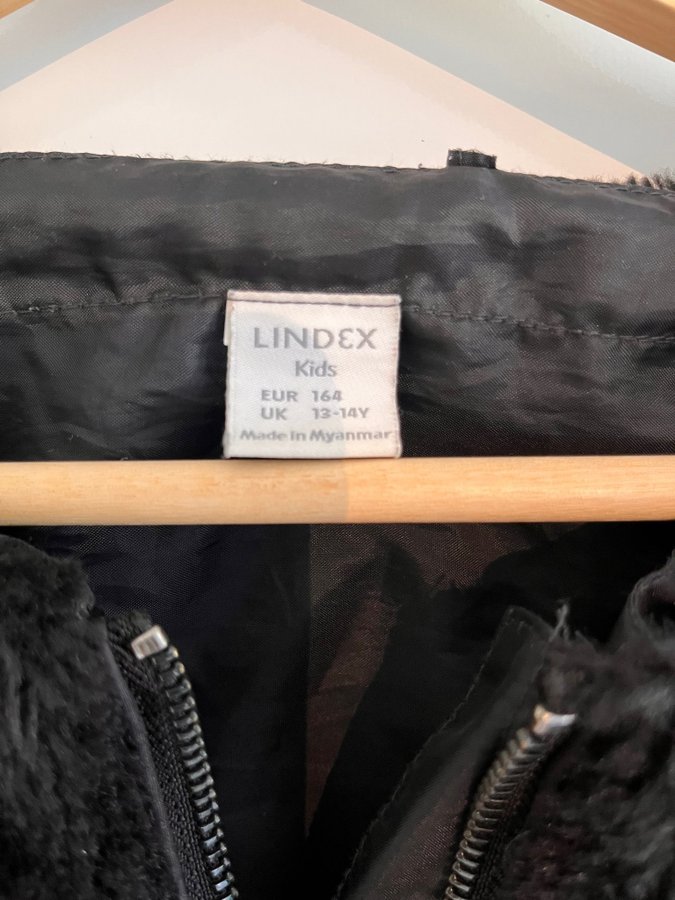 LINDEX
Kids
EUR 164
UK 13-14Y
Made in Myanmar